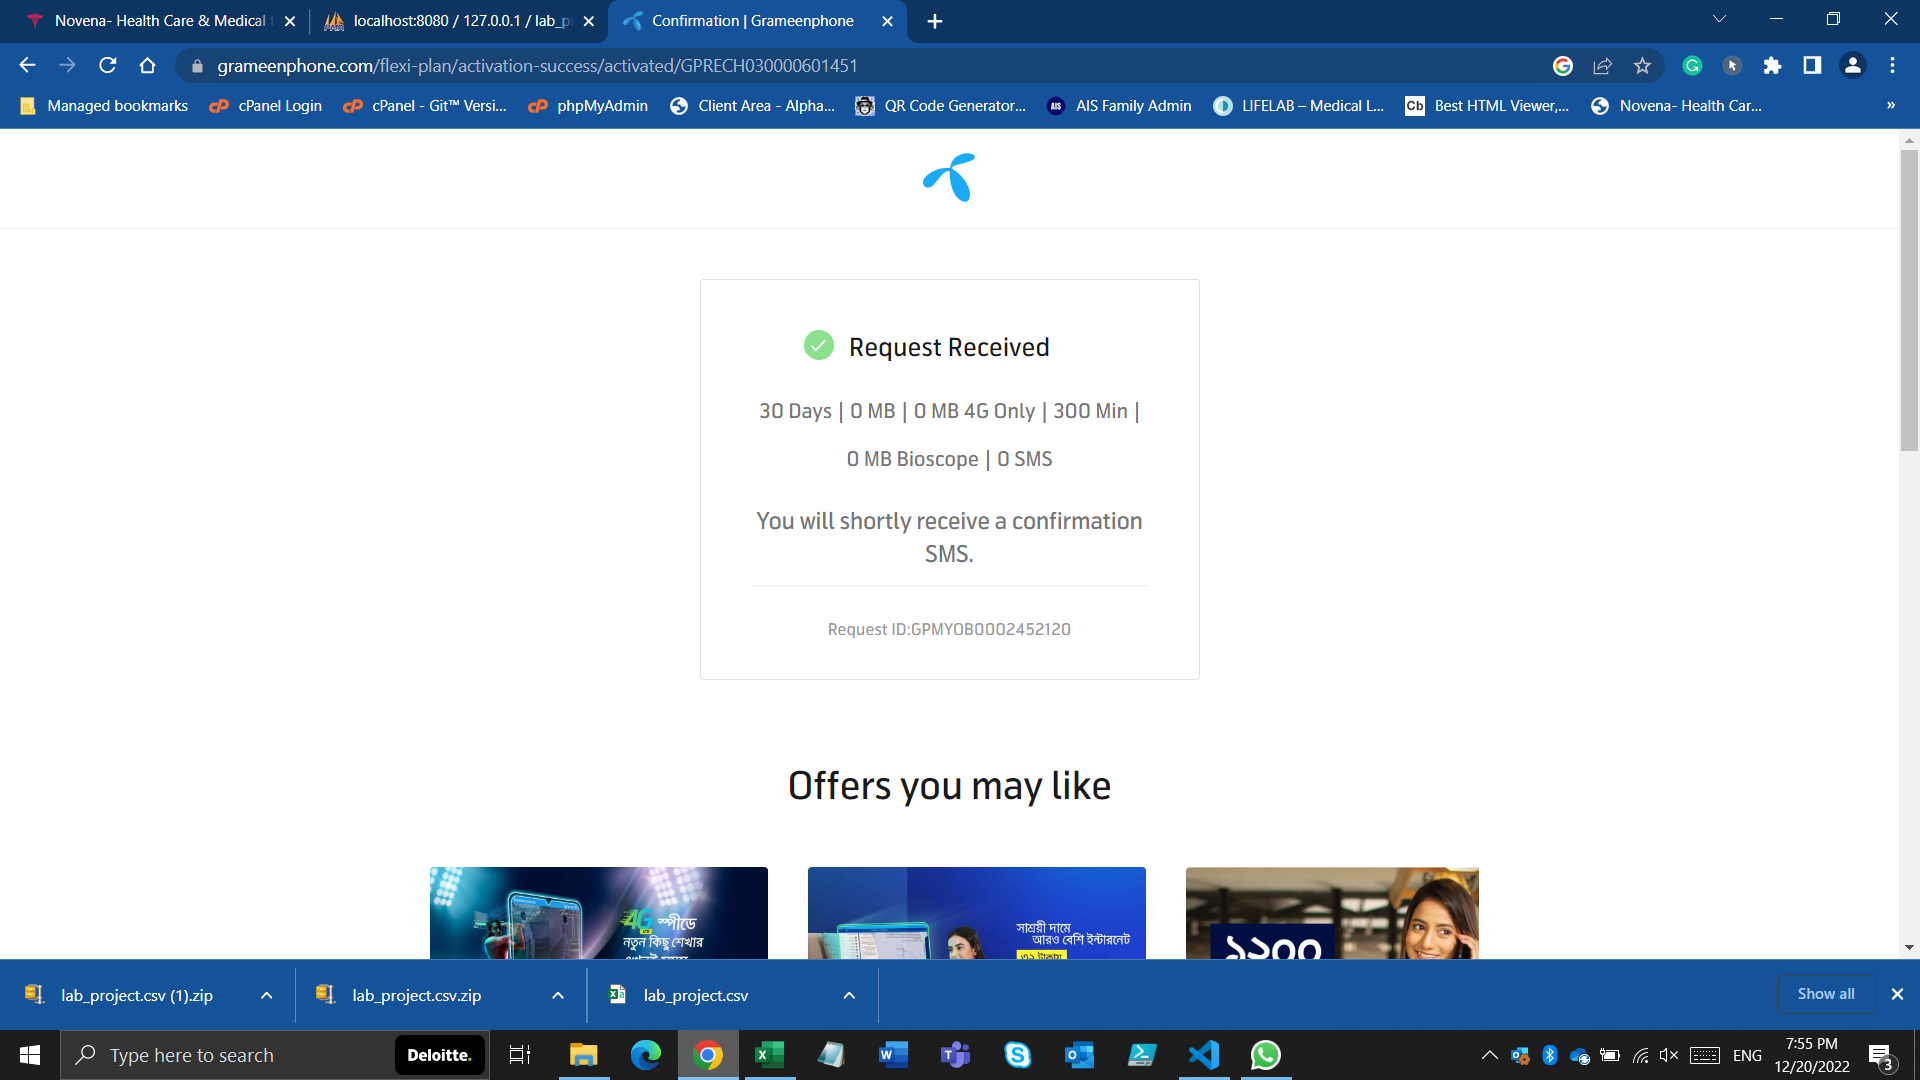 Novena- Health Care & Medical
localhost:8080 / 127.0.0.1 / lab_p
Confirmation | Grameenphone
grameenphone.com/flexi-plan/activation-success/activated/GPRECH030000601451
Managed bookmarks
cPanel Login
cPanel - Git™ Versi...
phpMyAdmin
Client Area - Alpha...
QR Code Generator...
AIS
AIS Family Admin
LIFELAB – Medical L...
Cb
Best HTML Viewer,...
Novena- Health Car...
»
Request Received
30 Days | 0 MB | 0 MB 4G Only | 300 Min |
0 MB Bioscope | 0 SMS
You will shortly receive a confirmation
SMS.
Request ID:GPMYOB0002452120
Offers you may like
4G স্পীডে
নতুন কিছু শেখার
সাশ্রয়ী দামে
আরও বেশি ইন্টারনেট
১১০০
lab_project.csv (1).zip
lab_project.csv.zip
lab_project.csv
Show all
Type here to search
Deloitte.
ENG
7:55 PM
12/20/2022
3